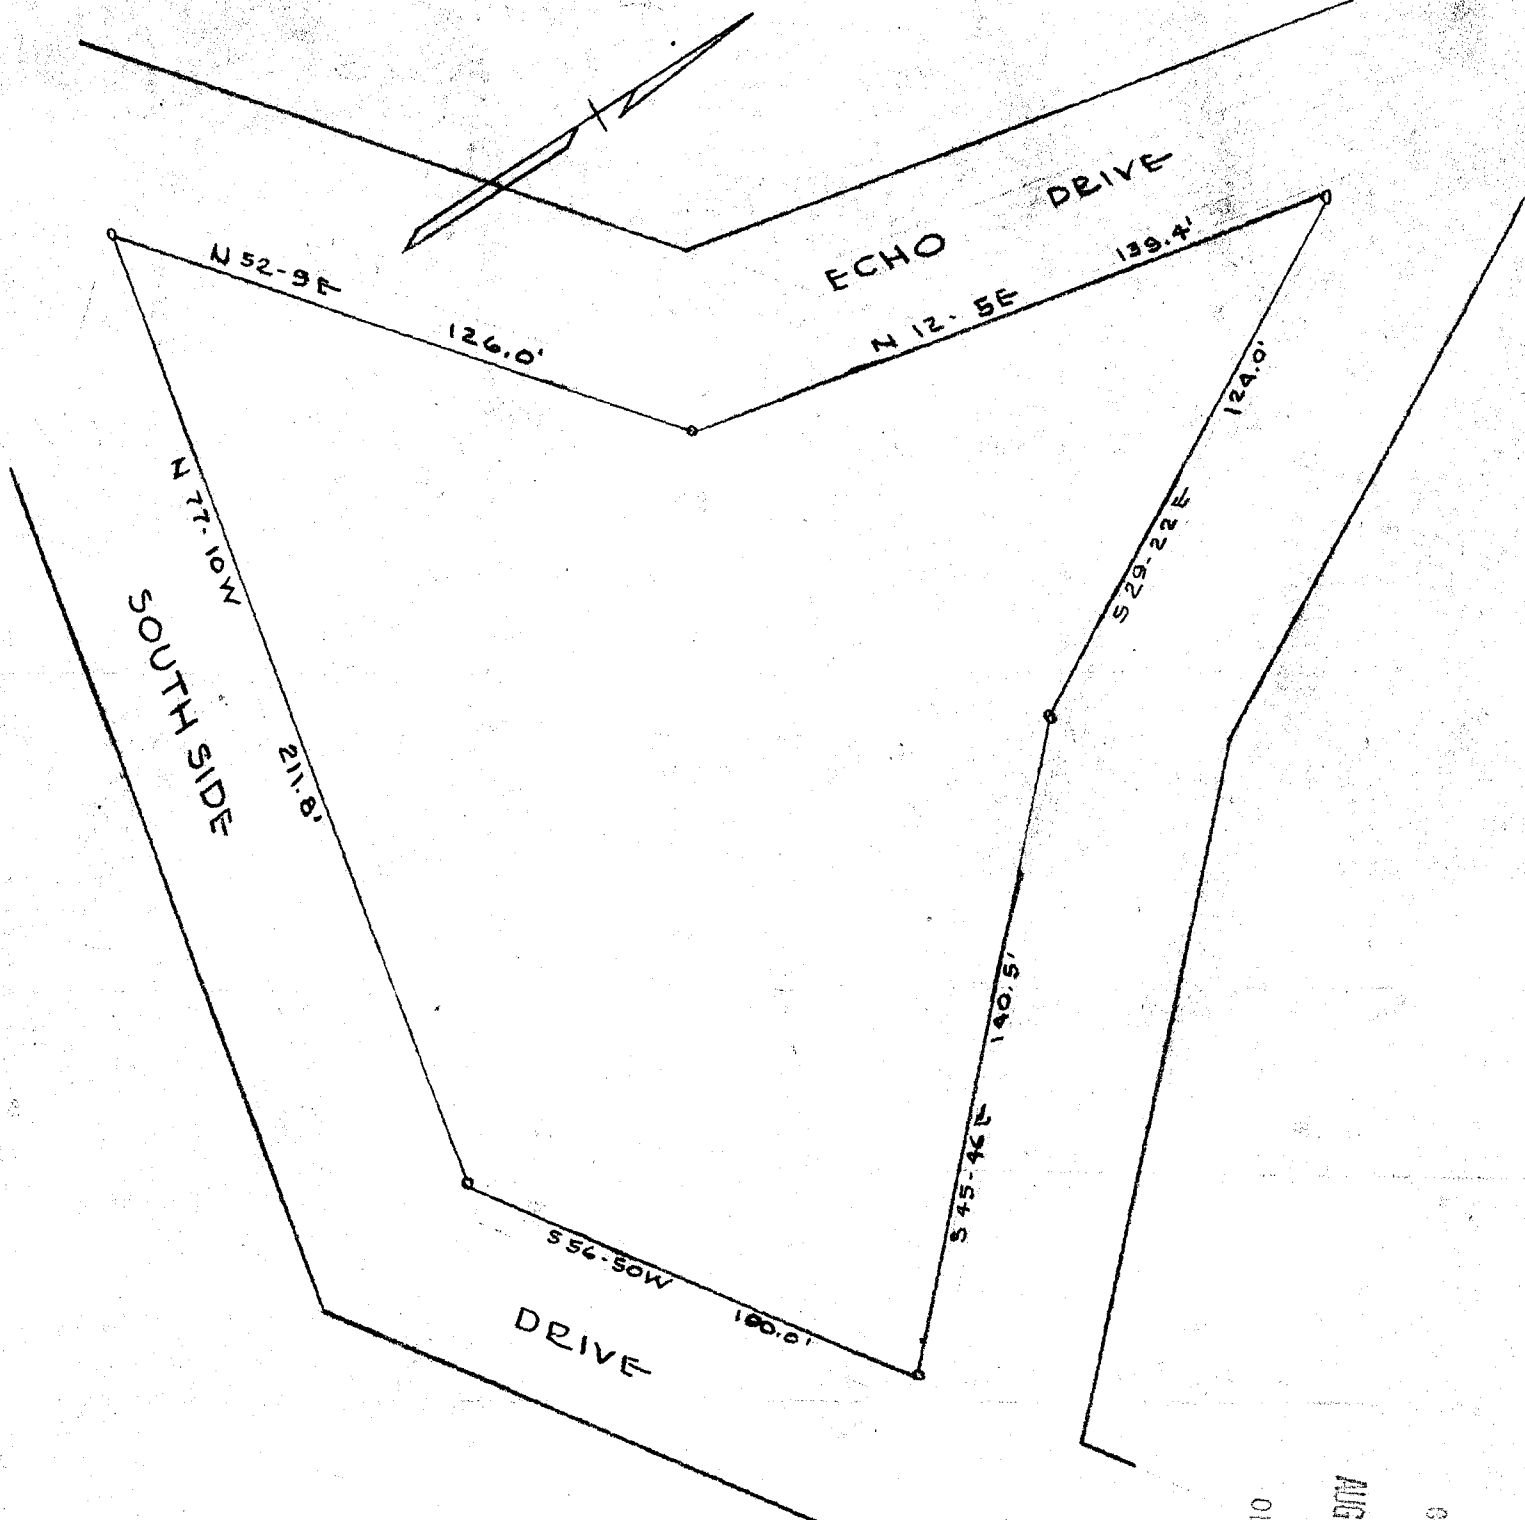 ECHO DRIVE
N 52-9E
126.0'
N 12-5E
139.4'
124.0'
S 29-22E
N 77-10W
211.8'
SOUTH SIDE
140.5'
S 45-46E
S 56-50W
100.0'
DRIVE
AUG